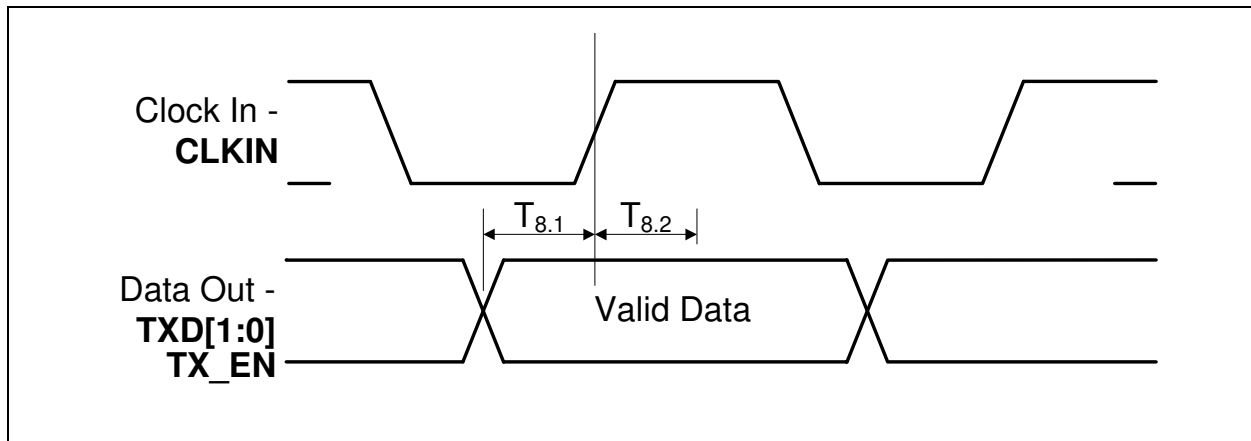 Clock In -
CLKIN
T8.1
T8.2
Data Out -
TXD[1:0]
TX_EN
Valid Data